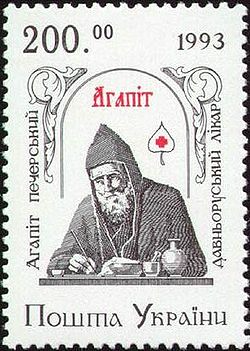 200.00 1993
Агапіт
Агапіт печерський
давньоруський лікар
Пошта України